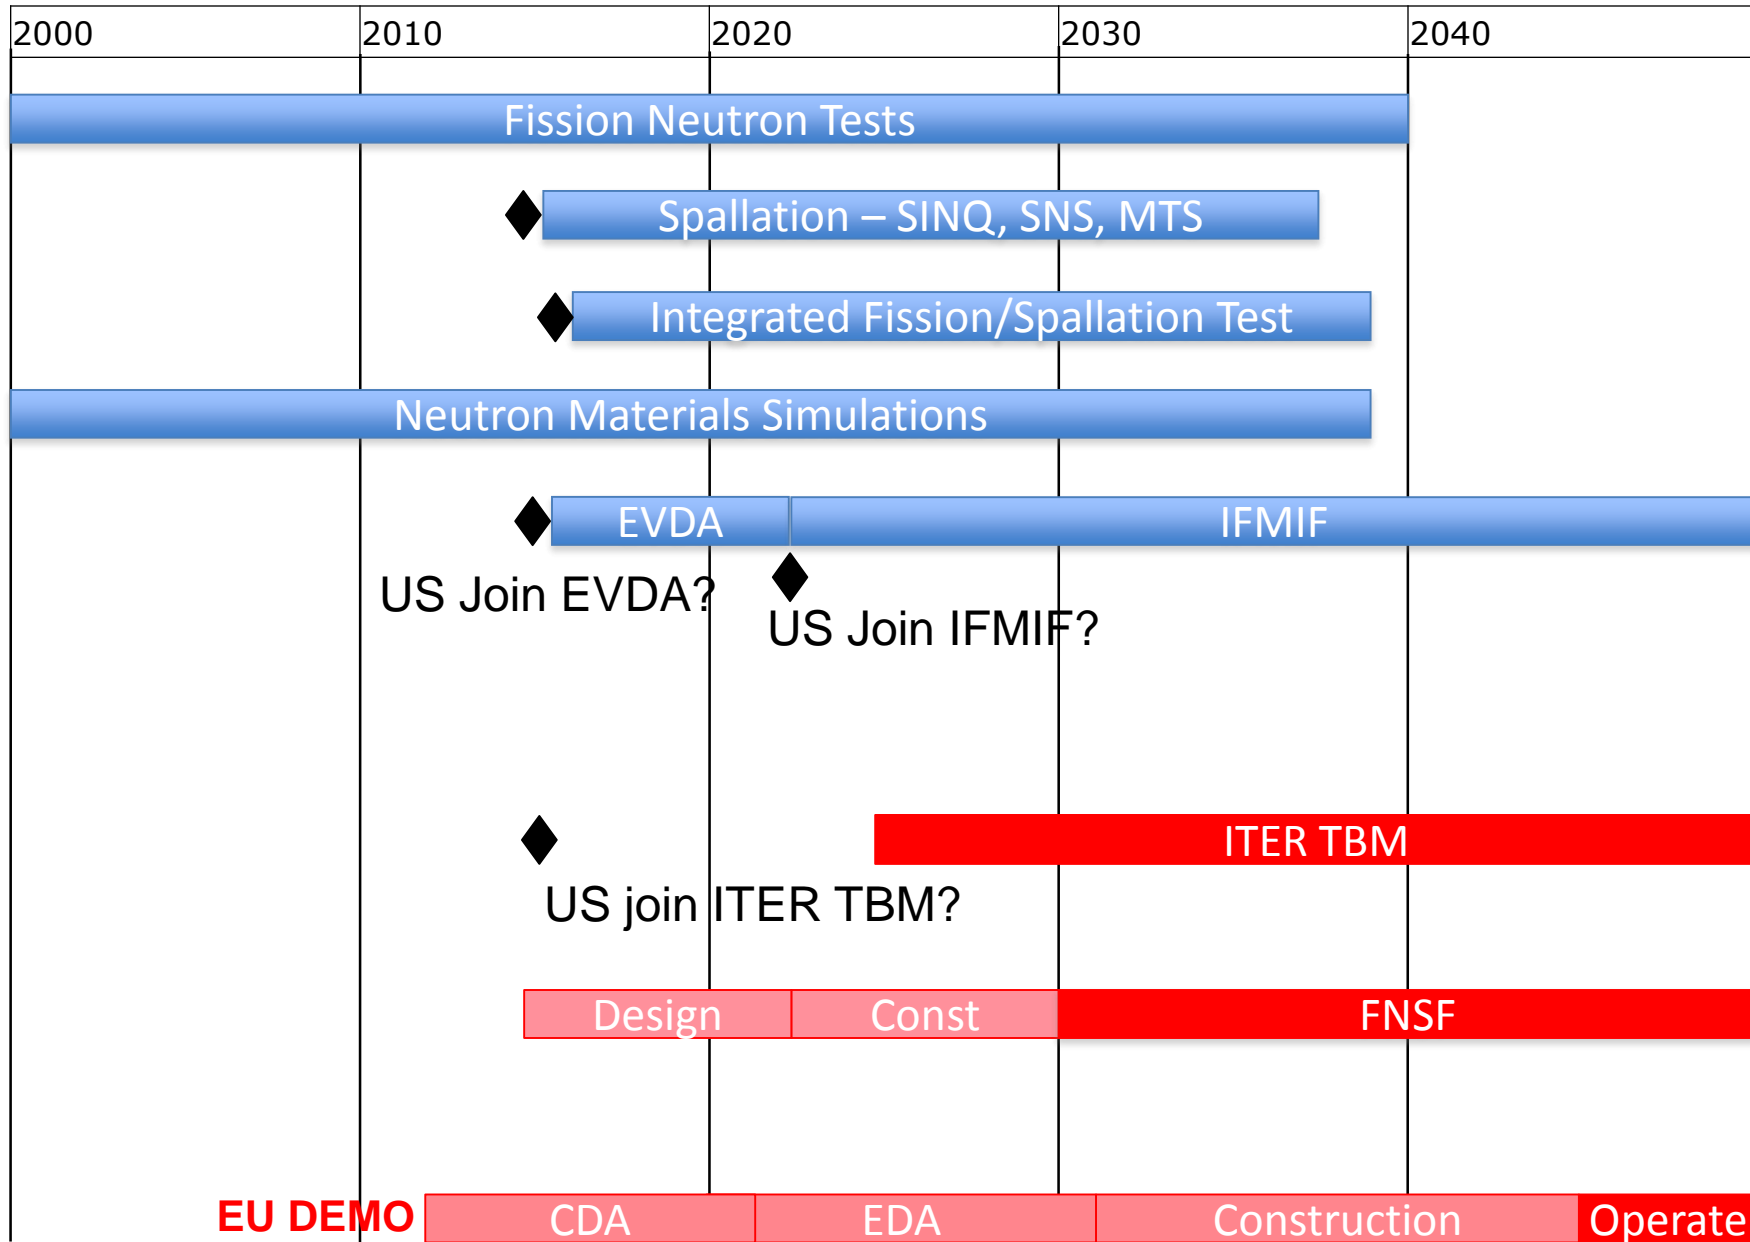 2000 2010 2020 2030 2040
Fission Neutron Tests
Spallation – SINQ, SNS, MTS
Integrated Fission/Spallation Test
Neutron Materials Simulations
EVDA IFMIF
US Join EVDA?
US Join IFMIF?
ITER TBM
US join ITER TBM?
Design Const FNSF
EU DEMO CDA EDA Construction Operate